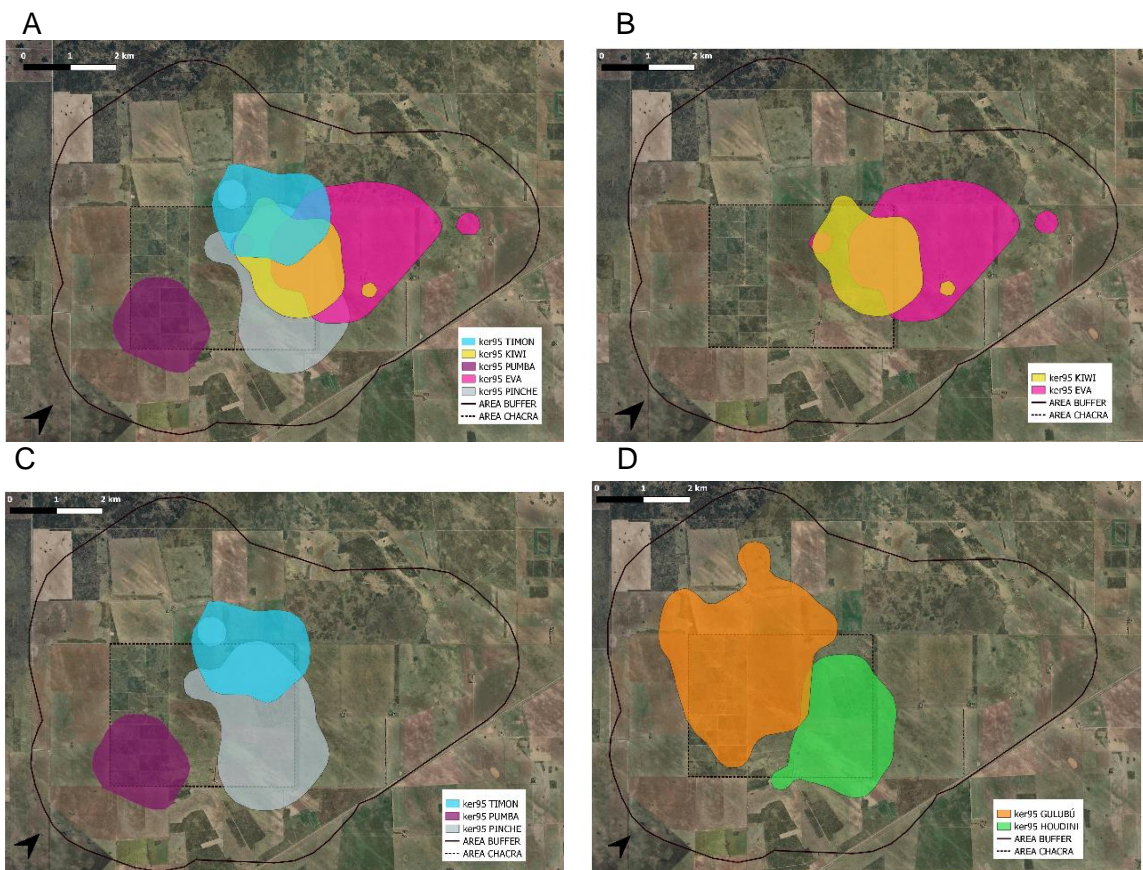 A
B
0 1 2 km
0 1 2 km
ker95 TIMON
ker95 KIWI
ker95 PUMBA
ker95 EVA
ker95 PINCHE
AREA BUFFER
AREA CHACRA
ker95 KIWI
ker95 EVA
AREA BUFFER
AREA CHACRA
C
D
0 1 2 km
0 1 2 km
ker95 TIMON
ker95 PUMBA
ker95 PINCHE
AREA BUFFER
AREA CHACRA
ker95 GULUBÚ
ker95 HOUDINI
AREA BUFFER
AREA CHACRA